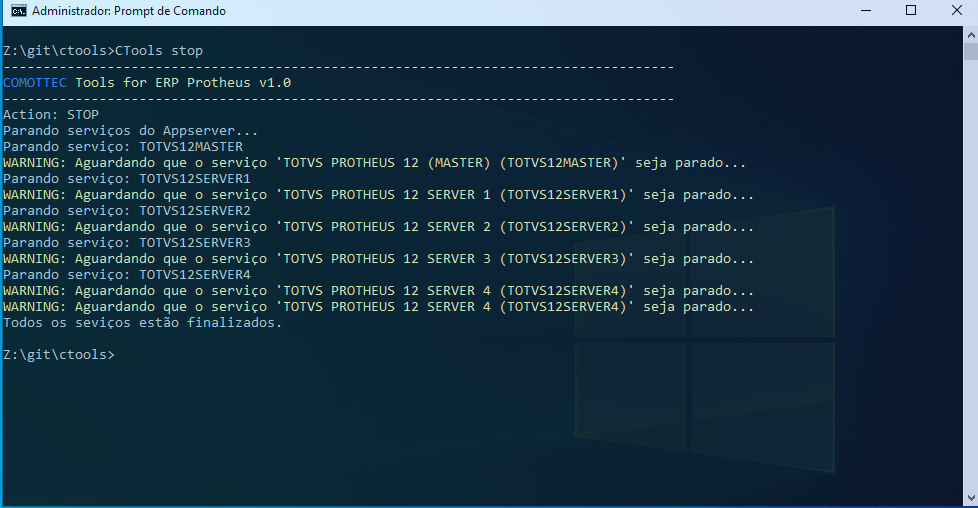 Administrador: Prompt de Comando
Z:\git\ctools>CTools stop
------------------------------------------------------------------------------------
COMOTTEC Tools for ERP Protheus v1.0
------------------------------------------------------------------------------------
Action: STOP
Parando serviços do Appserver...
Parando serviço: TOTVS12MASTER
WARNING: Aguardando que o serviço 'TOTVS PROTHEUS 12 (MASTER) (TOTVS12MASTER)' seja parado...
Parando serviço: TOTVS12SERVER1
WARNING: Aguardando que o serviço 'TOTVS PROTHEUS 12 SERVER 1 (TOTVS12SERVER1)' seja parado...
Parando serviço: TOTVS12SERVER2
WARNING: Aguardando que o serviço 'TOTVS PROTHEUS 12 SERVER 2 (TOTVS12SERVER2)' seja parado...
Parando serviço: TOTVS12SERVER3
WARNING: Aguardando que o serviço 'TOTVS PROTHEUS 12 SERVER 3 (TOTVS12SERVER3)' seja parado...
Parando serviço: TOTVS12SERVER4
WARNING: Aguardando que o serviço 'TOTVS PROTHEUS 12 SERVER 4 (TOTVS12SERVER4)' seja parado...
WARNING: Aguardando que o serviço 'TOTVS PROTHEUS 12 SERVER 4 (TOTVS12SERVER4)' seja parado...
Todos os seviços estão finalizados.
Z:\git\ctools>